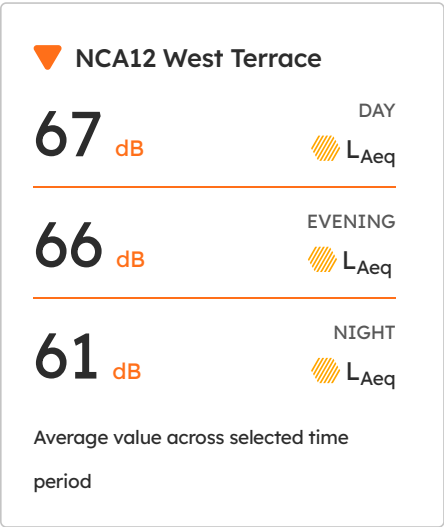 NCA12 West Terrace
67 dB
DAY
LAeq
66 dB
EVENING
LAeq
61 dB
NIGHT
LAeq
Average value across selected time
period